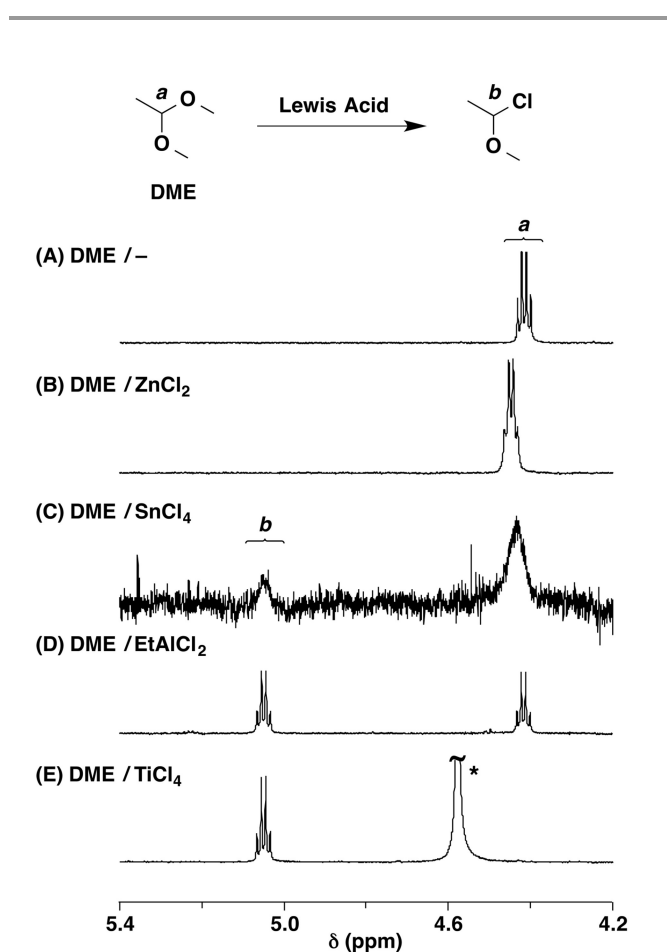 a
b
O
Cl
Lewis Acid
O
O
DME
a
(A) DME / –
(B) DME / ZnCl2
(C) DME / SnCl4
b
(D) DME / EtAlCl2
(E) DME / TiCl4
~ *
5.4 5.0 4.6 4.2
δ (ppm)